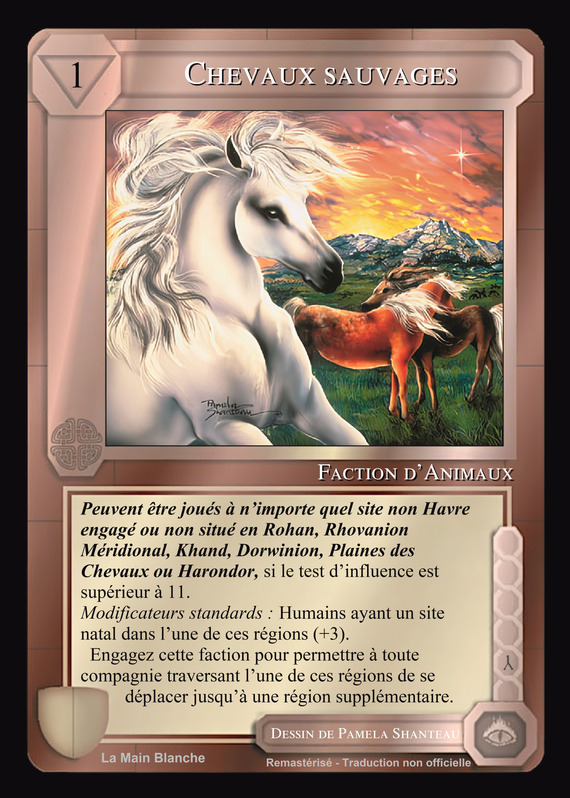 1
CHEVAUX SAUVAGES
Pamela
Shanteau
FACTION D'ANIMAUX
Peuvent être joués à n'importe quel site non Havre
engagé ou non situé en Rohan, Rhovanion
Méridional, Khand, Dorwinion, Plaines des
Chevaux ou Harondor, si le test d'influence est
supérieur à 11.
Modificateurs standards : Humains ayant un site
natal dans l'une de ces régions (+3).
Engagez cette faction pour permettre à toute
compagnie traversant l'une de ces régions de se
déplacer jusqu'à une région supplémentaire.
DESSIN DE PAMELA SHANTEAU
La Main Blanche
Remastérisé - Traduction non officielle